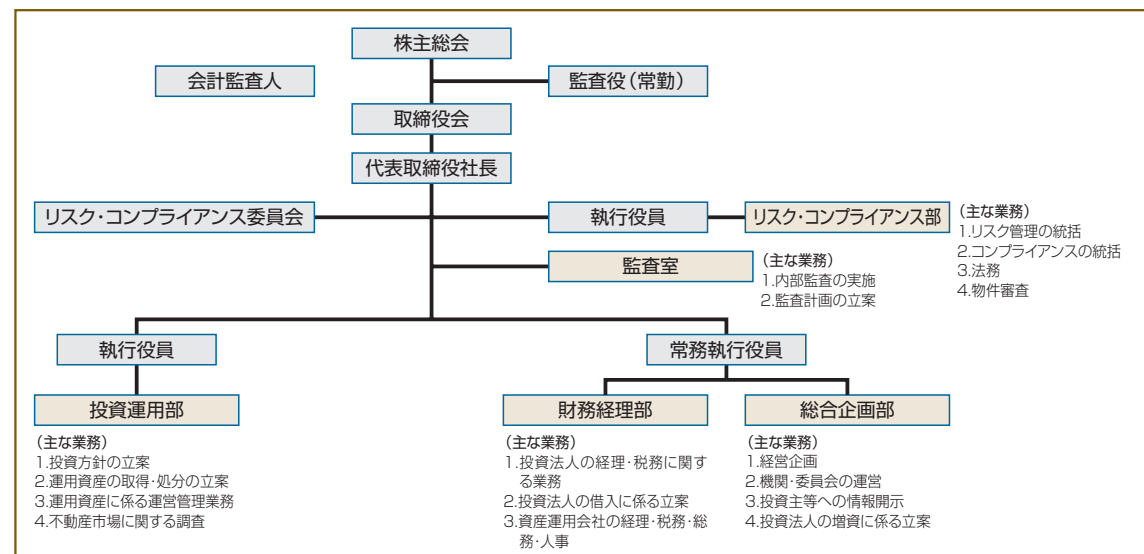 株主総会
会計監査人
監査役（常勤）
取締役会
代表取締役社長
リスク・コンプライアンス委員会
執行役員
リスク・コンプライアンス部
（主な業務）
1.リスク管理の統括
2.コンプライアンスの統括
3.法務
4.物件審査
監査室
（主な業務）
1.内部監査の実施
2.監査計画の立案
執行役員
常務執行役員
投資運用部
（主な業務）
1.投資方針の立案
2.運用資産の取得・処分の立案
3.運用資産に係る運営管理業務
4.不動産市場に関する調査
財務経理部
（主な業務）
1.投資法人の経理・税務に関す
る業務
2.投資法人の借入に係る立案
3.資産運用会社の経理・税務・総
務・人事
総合企画部
（主な業務）
1.経営企画
2.機関・委員会の運営
3.投資主等への情報開示
4.投資法人の増資に係る立案